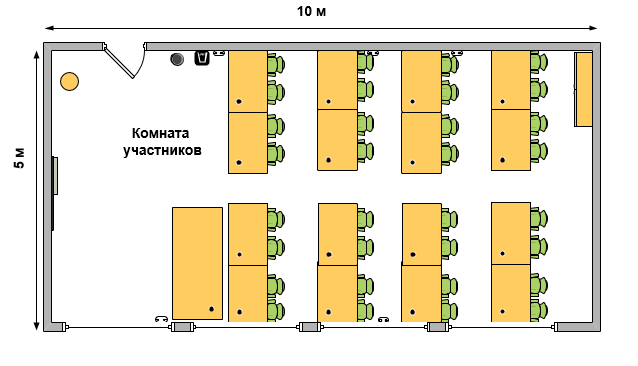 10 м
5 м
Комната
участников